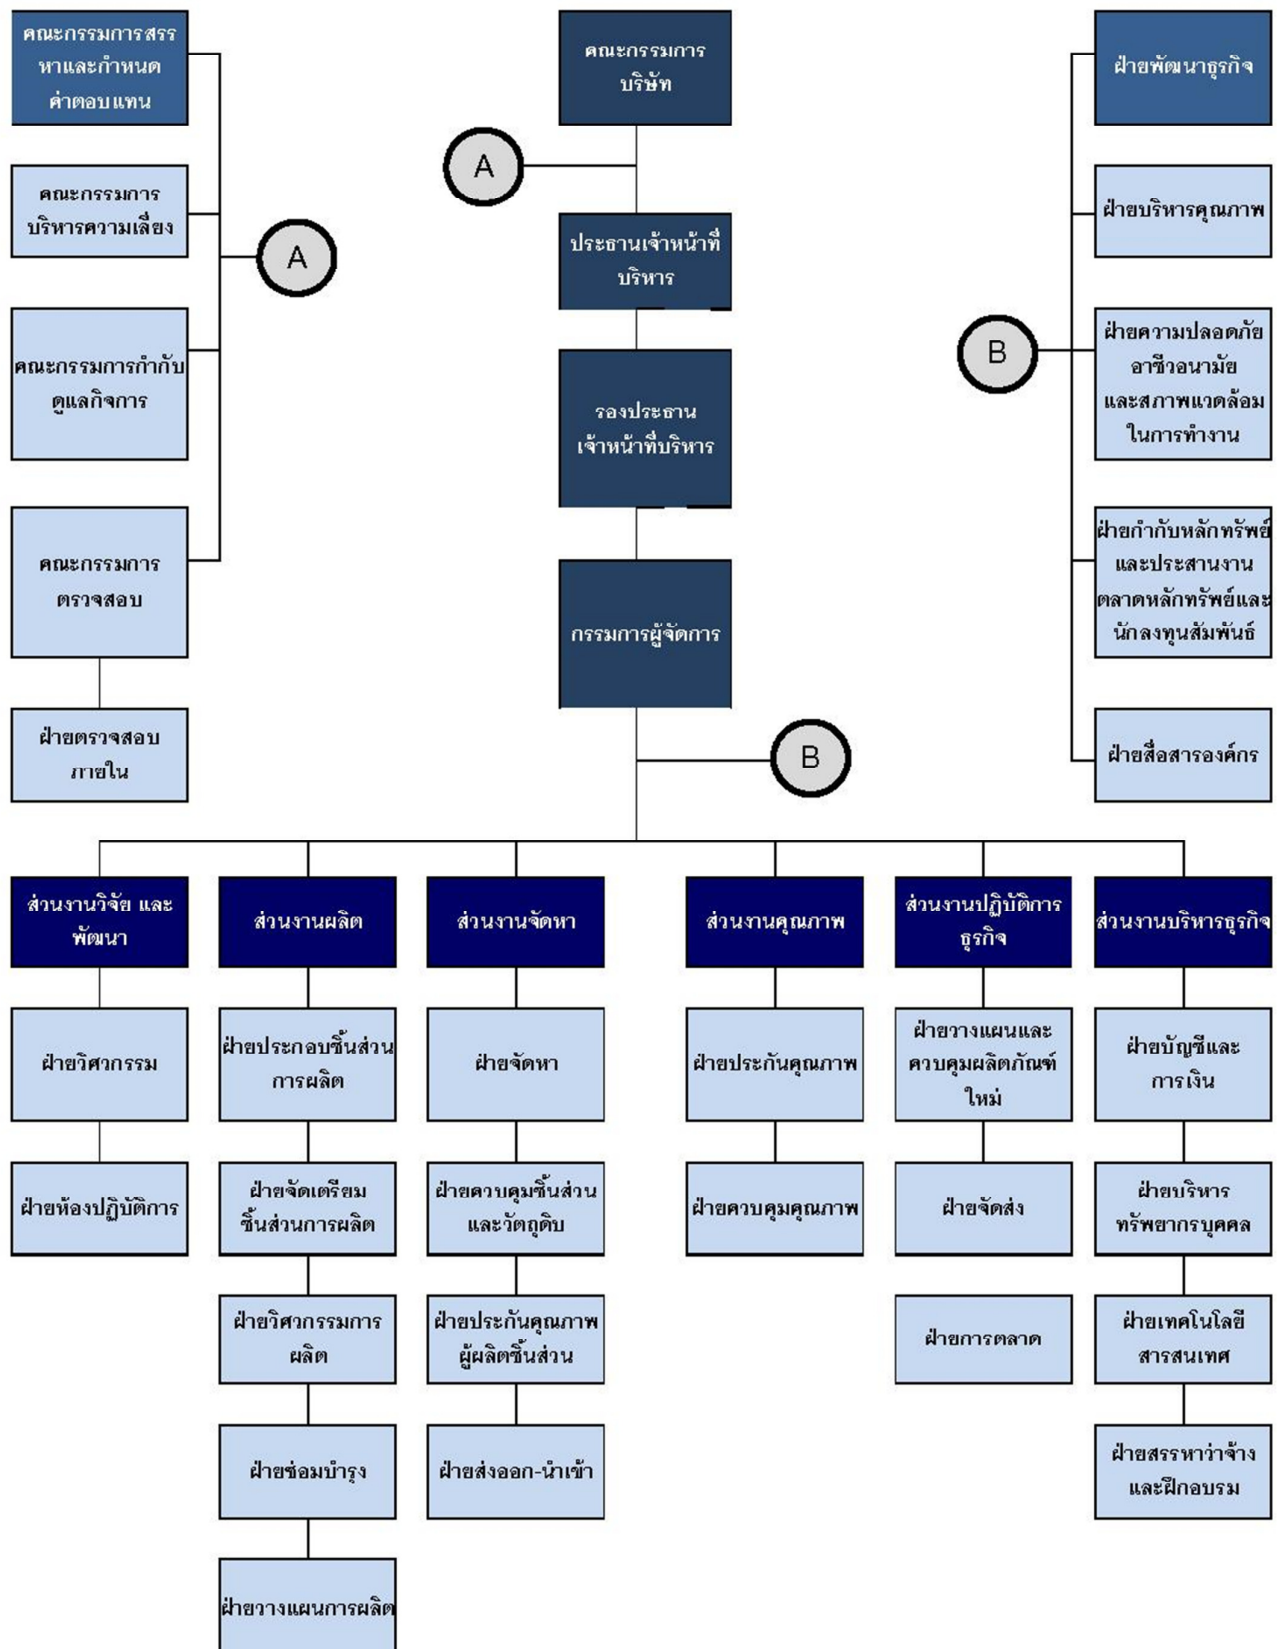 คณะกรรมการสรร
หาและกำหนด
ค่าตอบแทน
คณะกรรมการ
บริหารความเสี่ยง
คณะกรรมการกำกับ
ดูแลกิจการ
คณะกรรมการ
ตรวจสอบ
ฝ่ายตรวจสอบ
ภายใน
A
คณะกรรมการ
บริษัท
A
ประธานเจ้าหน้าที่
บริหาร
รองประธาน
เจ้าหน้าที่บริหาร
กรรมการผู้จัดการ
B
B
ฝ่ายพัฒนาธุรกิจ
ฝ่ายบริหารคุณภาพ
ฝ่ายความปลอดภัย
อาชีวอนามัย
และสภาพแวดล้อม
ในการทำงาน
ฝ่ายกำกับหลักทรัพย์
และประสานงาน
ตลาดหลักทรัพย์และ
นักลงทุนสัมพันธ์
ฝ่ายสื่อสารองค์กร
ส่วนงานวิจัย และ
พัฒนา
ฝ่ายวิศวกรรม
ฝ่ายห้องปฏิบัติการ
ส่วนงานผลิต
ฝ่ายประกอบชิ้นส่วน
การผลิต
ฝ่ายจัดเตรียม
ชิ้นส่วนการผลิต
ฝ่ายวิศวกรรมการ
ผลิต
ฝ่ายซ่อมบำรุง
ฝ่ายวางแผนการผลิต
ส่วนงานจัดหา
ฝ่ายจัดหา
ฝ่ายควบคุมชิ้นส่วน
และวัตถุดิบ
ฝ่ายประกันคุณภาพ
ผู้ผลิตชิ้นส่วน
ฝ่ายส่งออก-นำเข้า
ส่วนงานคุณภาพ
ฝ่ายประกันคุณภาพ
ฝ่ายควบคุมคุณภาพ
ส่วนงานปฏิบัติการ
ธุรกิจ
ฝ่ายวางแผนและ
ควบคุมผลิตภัณฑ์
ใหม่
ฝ่ายจัดส่ง
ฝ่ายการตลาด
ส่วนงานบริหารธุรกิจ
ฝ่ายบัญชีและ
การเงิน
ฝ่ายบริหาร
ทรัพยากรบุคคล
ฝ่ายเทคโนโลยี
สารสนเทศ
ฝ่ายสรรหาว่าจ้าง
และฝึกอบรม